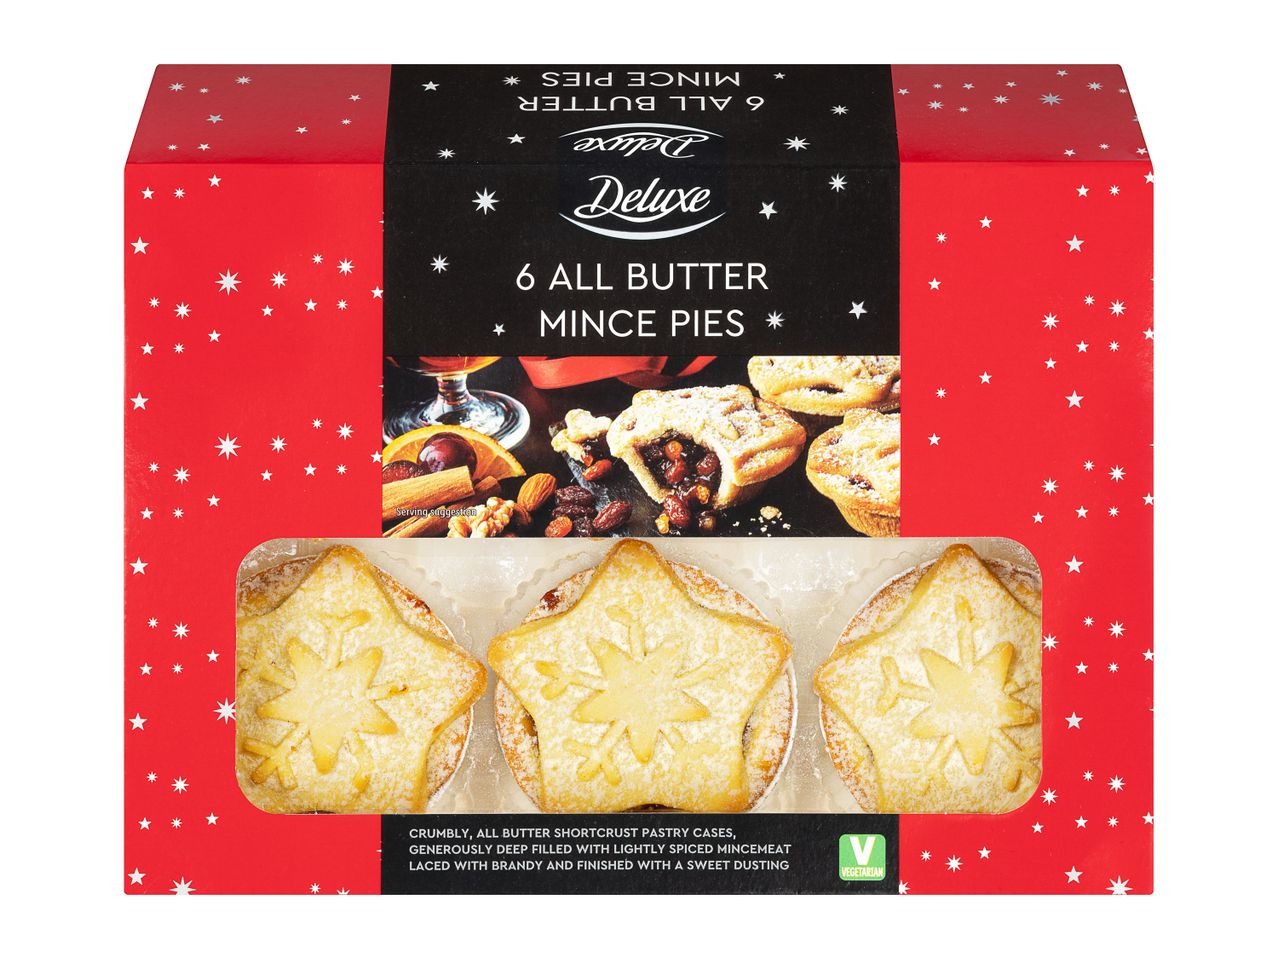 6 ALL BUTTER
MINCE PIES
Deluxe
Deluxe
6 ALL BUTTER
MINCE PIES
Serving suggestion
CRUMBLY, ALL BUTTER SHORTCRUST PASTRY CASES,
GENEROUSLY DEEP FILLED WITH LIGHTLY SPICED MINCEMEAT
LACED WITH BRANDY AND FINISHED WITH A SWEET DUSTING
V
VEGETARIAN